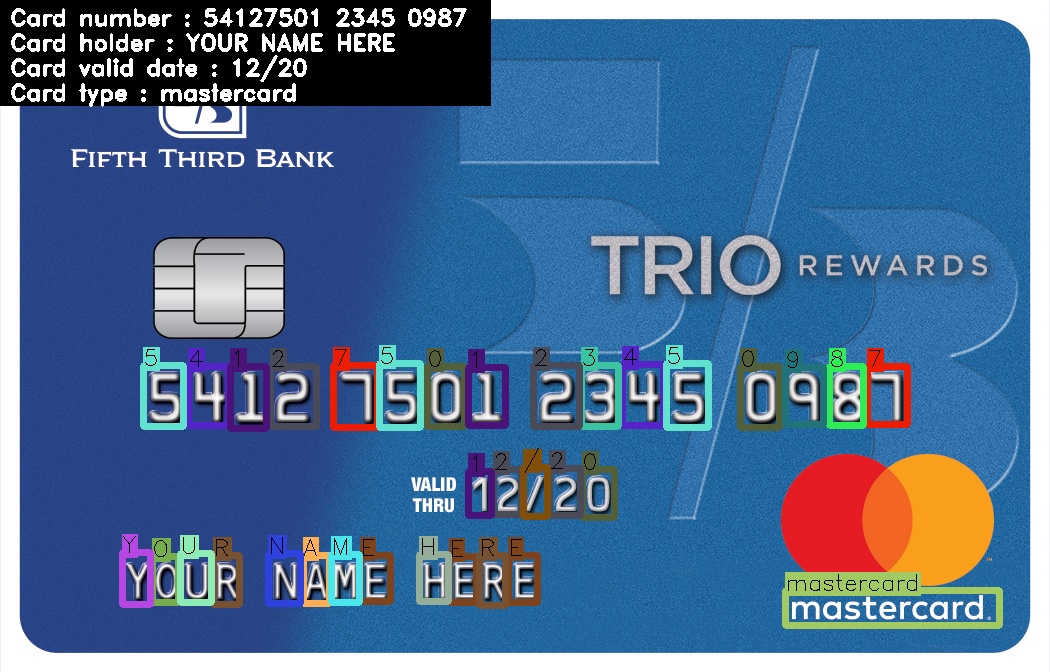 Card number : 54127501 2345 0987
Card holder : YOUR NAME HERE
Card valid date : 12/20
Card type : mastercard
FIFTH THIRD BANK
TRIO REWARDS
5 4 1 2 7 5 0 1 2 3 4 5 0 9 8 7
5412 7501 2345 0987
1 2 / 2 0
VALID THRU 12/20
Y O U R N A M E H E R E
YOUR NAME HERE
mastercard
mastercard.